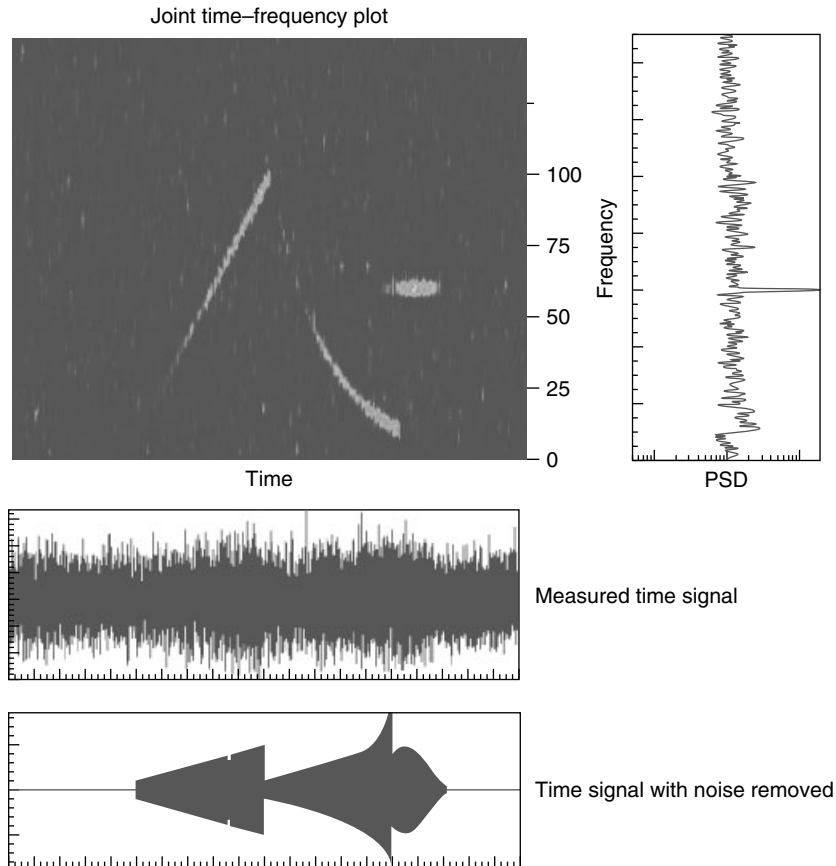 Joint time–frequency plot
100
75
50
25
0
Time
Frequency
PSD
Measured time signal
Time signal with noise removed